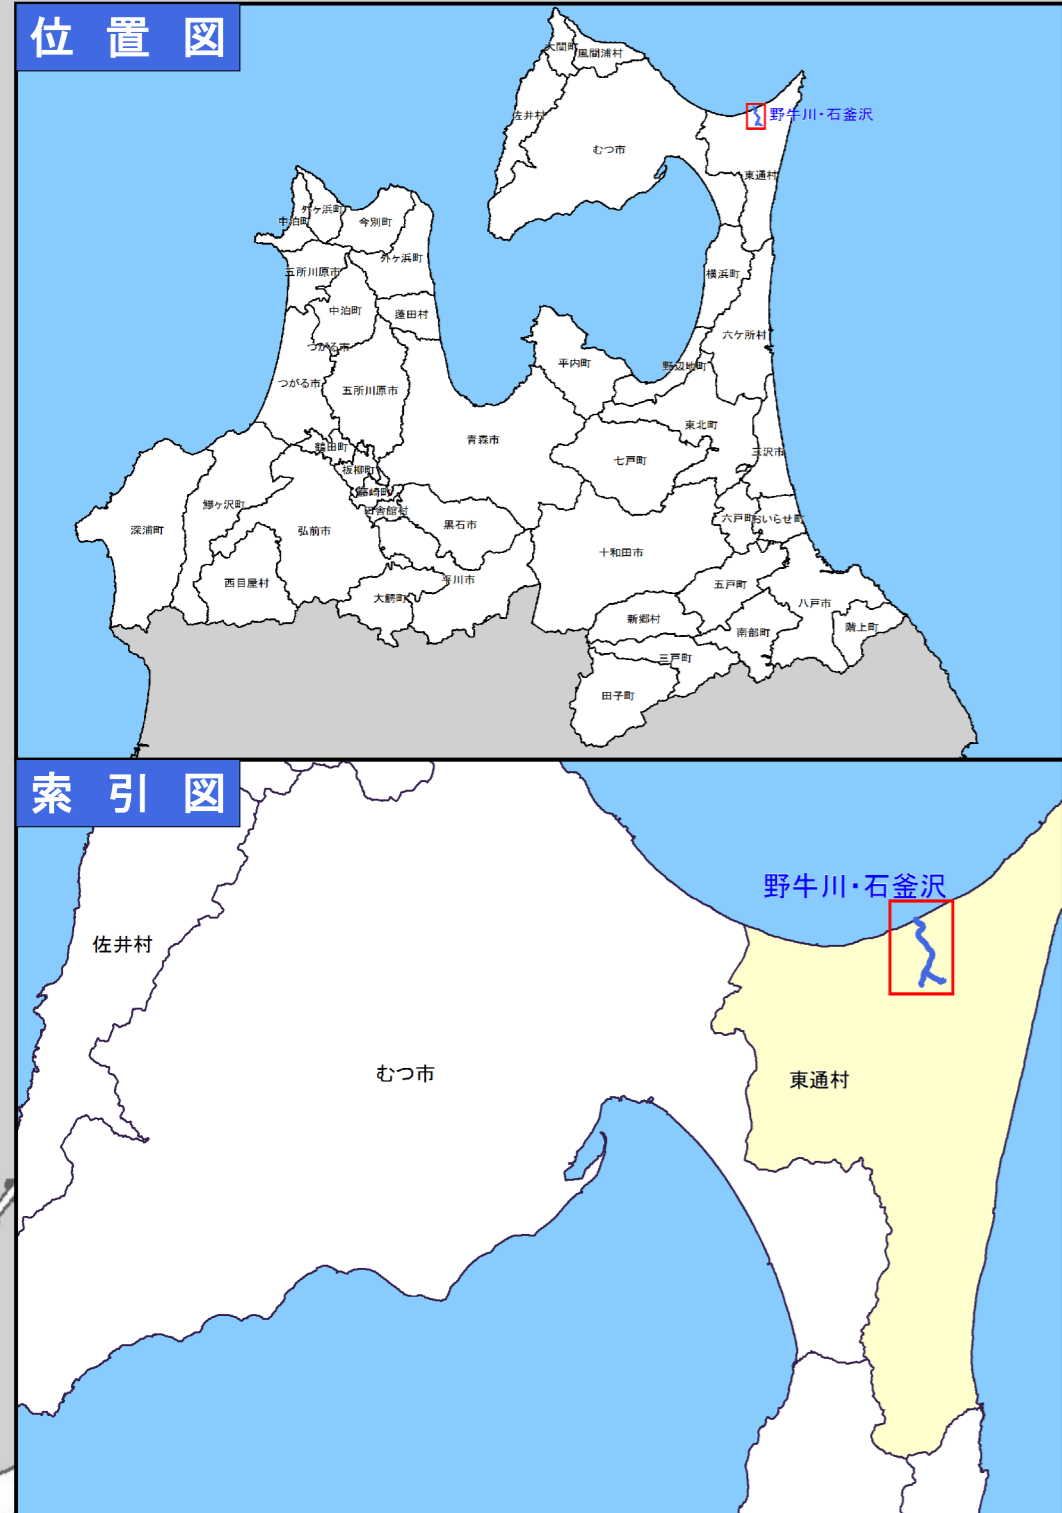 位置図
大間町
風間浦村
佐井村
野牛川・石釜沢
むつ市
東通村
外ヶ浜町
中泊町
今別町
外ヶ浜町
五所川原市
横浜町
中泊町
蓬田村
六ケ所村
つがる市
平内町
野辺地町
つがる市
五所川原市
東北町
青森市
鶴田町
三沢市
七戸町
板柳町
藤崎町
鰺ヶ沢町
田舎館村
六戸町
おいらせ町
深浦町
弘前市
黒石市
十和田市
平川市
西目屋村
五戸町
大鰐町
八戸市
新郷村
階上町
南部町
三戸町
田子町
索引図
野牛川・石釜沢
佐井村
むつ市
東通村